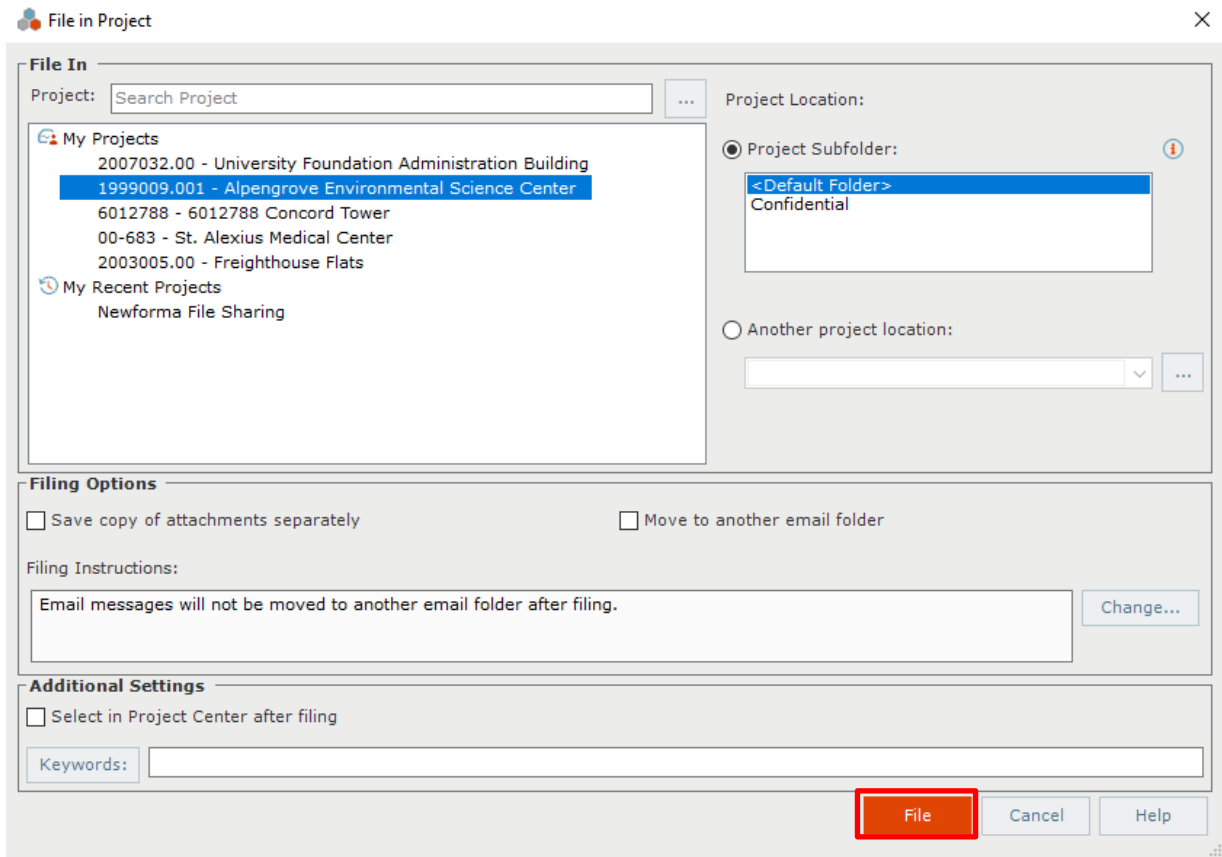 File in Project
File In
Project: Search Project ...
My Projects
2007032.00 - University Foundation Administration Building
1999009.001 - Alpengrove Environmental Science Center
6012788 - 6012788 Concord Tower
00-683 - St. Alexius Medical Center
2003005.00 - Freighthouse Flats
My Recent Projects
Newforma File Sharing
Project Location:
Project Subfolder:
<Default Folder>
Confidential
Another project location:
...
Filing Options
Save copy of attachments separately
Move to another email folder
Filing Instructions:
Email messages will not be moved to another email folder after filing.
Change...
Additional Settings
Select in Project Center after filing
Keywords:
File Cancel Help